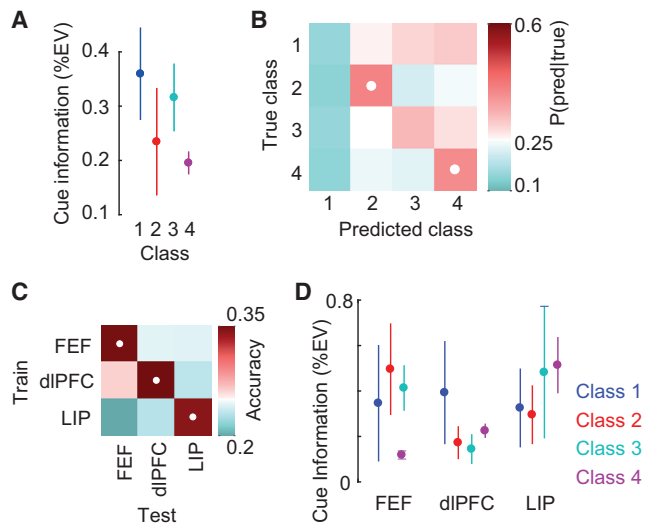 A
Cue information (%EV)
0.4
0.3
0.2
0.1
1 2 3 4
Class
B
True class
1
2
3
4
1 2 3 4
Predicted class
0.6
0.25
0.1
P(pred|true)
C
Train
FEF
dlPFC
LIP
FEF
dlPFC
LIP
Test
0.35
Accuracy
0.2
D
Cue Information (%EV)
0.8
0
FEF dlPFC LIP
Class 1
Class 2
Class 3
Class 4